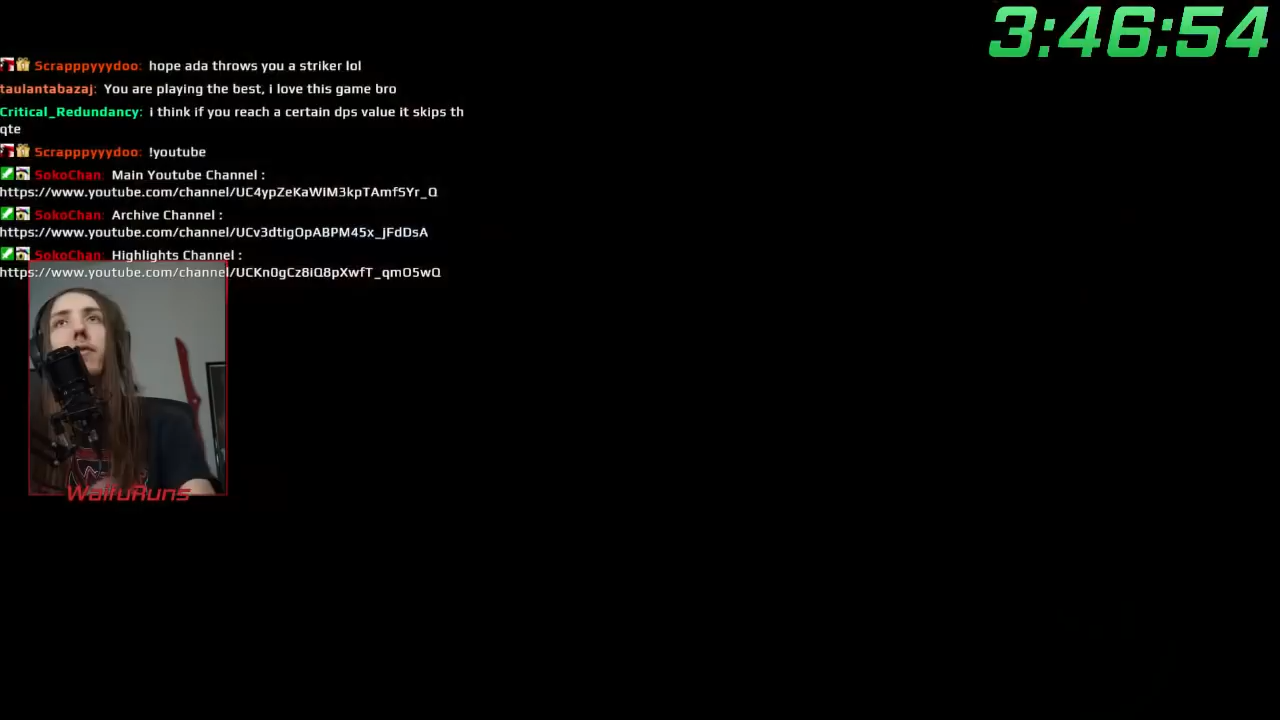 3:46:54
Scrapppyyydoo: hope ada throws you a striker lol
taulantabazaj: You are playing the best, i love this game bro
Critical_Redundancy: i think if you reach a certain dps value it skips th
qte
Scrapppyyydoo: !youtube
SokoChan: Main Youtube Channel :
https://www.youtube.com/channel/UC4ypZeKaWiM3kpTAmfSYr_Q
SokoChan: Archive Channel :
https://www.youtube.com/channel/UCv3dtigOpABPM45x_jFdDsA
SokoChan: Highlights Channel :
https://www.youtube.com/channel/UCKn0gCz8iQ8pXwfT_qmO5wQ
WaifuRuns